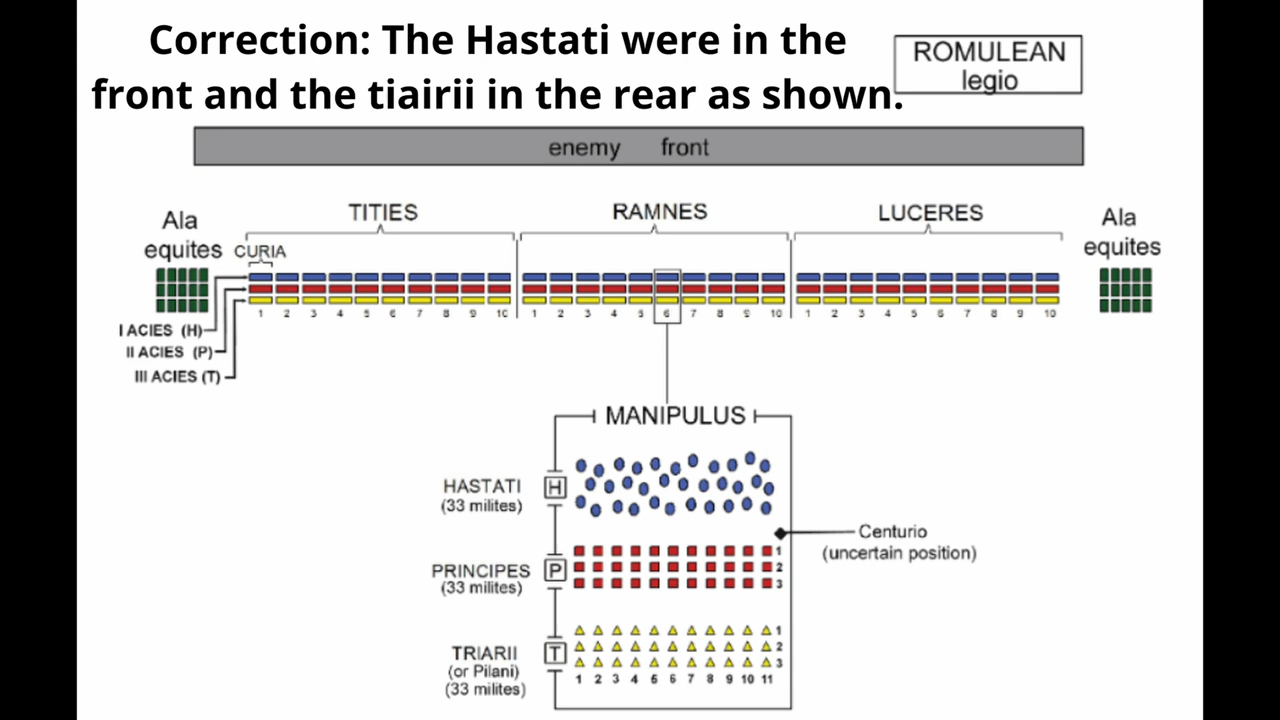 Correction: The Hastati were in the
front and the tiairii in the rear as shown.
ROMULEAN
legio
enemy front
Ala
equites
TITIES
RAMNES
LUCERES
Ala
equites
CURIA
1 2 3 4 5 6 7 8 9 10
1 2 3 4 5 6 7 8 9 10
1 2 3 4 5 6 7 8 9 10
I ACIES (H)
II ACIES (P)
III ACIES (T)
MANIPULUS
HASTATI
(33 milites)
H
Centurio
(uncertain position)
PRINCIPES
(33 milites)
P
1
2
3
TRIARII
(or Pilani)
(33 milites)
T
1
2
3
1 2 3 4 5 6 7 8 9 10 11